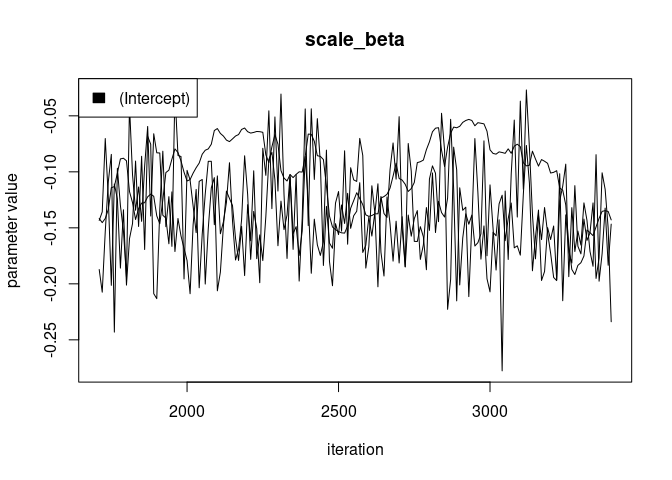 scale_beta
(Intercept)
-0.05
-0.10
-0.15
-0.20
-0.25
parameter value
2000 2500 3000
iteration